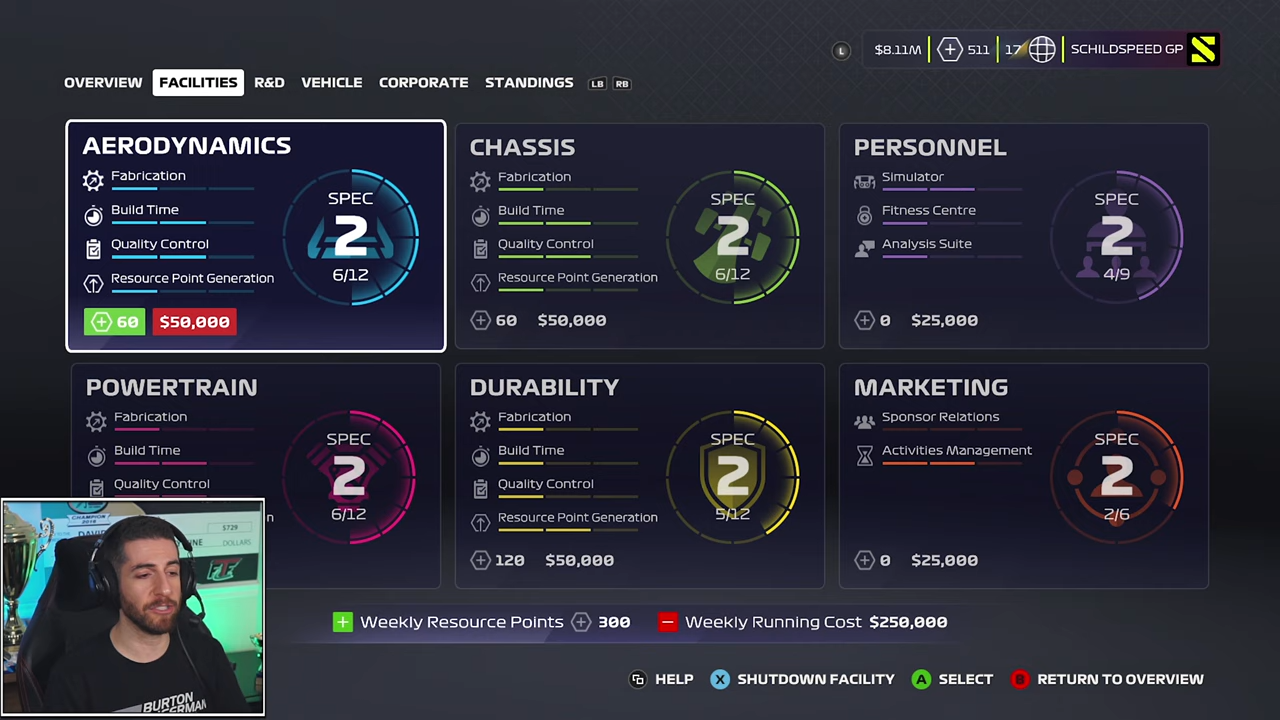 $8.11M 511 17 SCHILDSPEED GP
L
OVERVIEW FACILITIES R&D VEHICLE CORPORATE STANDINGS LB RB
AERODYNAMICS
Fabrication
Build Time
Quality Control
Resource Point Generation
SPEC
2
6/12
60 $50,000
CHASSIS
Fabrication
Build Time
Quality Control
Resource Point Generation
SPEC
2
6/12
60 $50,000
PERSONNEL
Simulator
Fitness Centre
Analysis Suite
SPEC
2
4/9
0 $25,000
POWERTRAIN
Fabrication
Build Time
Quality Control
SPEC
2
6/12
DURABILITY
Fabrication
Build Time
Quality Control
Resource Point Generation
SPEC
2
5/12
120 $50,000
MARKETING
Sponsor Relations
Activities Management
SPEC
2
2/6
0 $25,000
Weekly Resource Points 300 Weekly Running Cost $250,000
HELP X SHUTDOWN FACILITY A SELECT B RETURN TO OVERVIEW
CHAMPION
$729
DOLLARS
BURTON